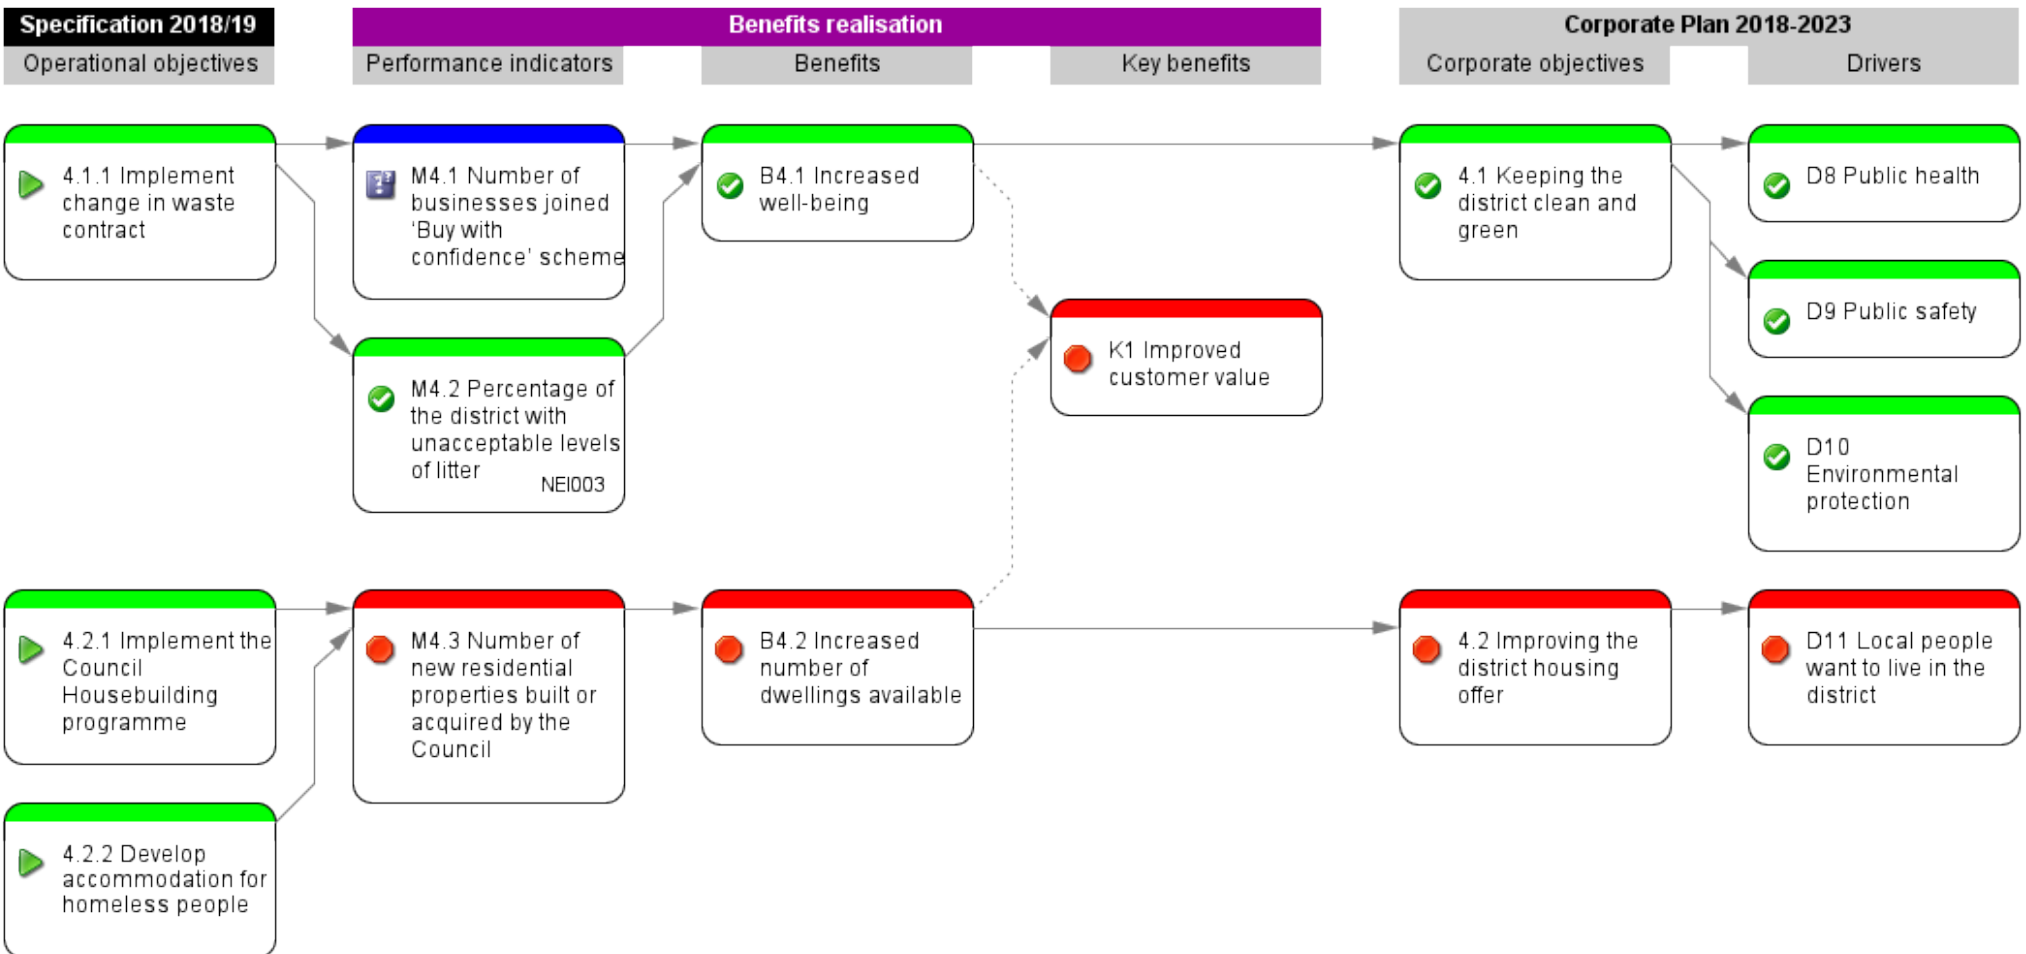 Specification 2018/19
Benefits realisation
Corporate Plan 2018-2023
Operational objectives
Performance indicators
Benefits
Key benefits
Corporate objectives
Drivers
4.1.1 Implement
change in waste
contract
M4.1 Number of
businesses joined
‘Buy with
confidence’ scheme
B4.1 Increased
well-being
4.1 Keeping the
district clean and
green
D8 Public health
D9 Public safety
K1 Improved
customer value
M4.2 Percentage of
the district with
unacceptable levels
of litter
NEI003
D10
Environmental
protection
4.2.1 Implement the
Council
Housebuilding
programme
M4.3 Number of
new residential
properties built or
acquired by the
Council
B4.2 Increased
number of
dwellings available
4.2 Improving the
district housing
offer
D11 Local people
want to live in the
district
4.2.2 Develop
accommodation for
homeless people